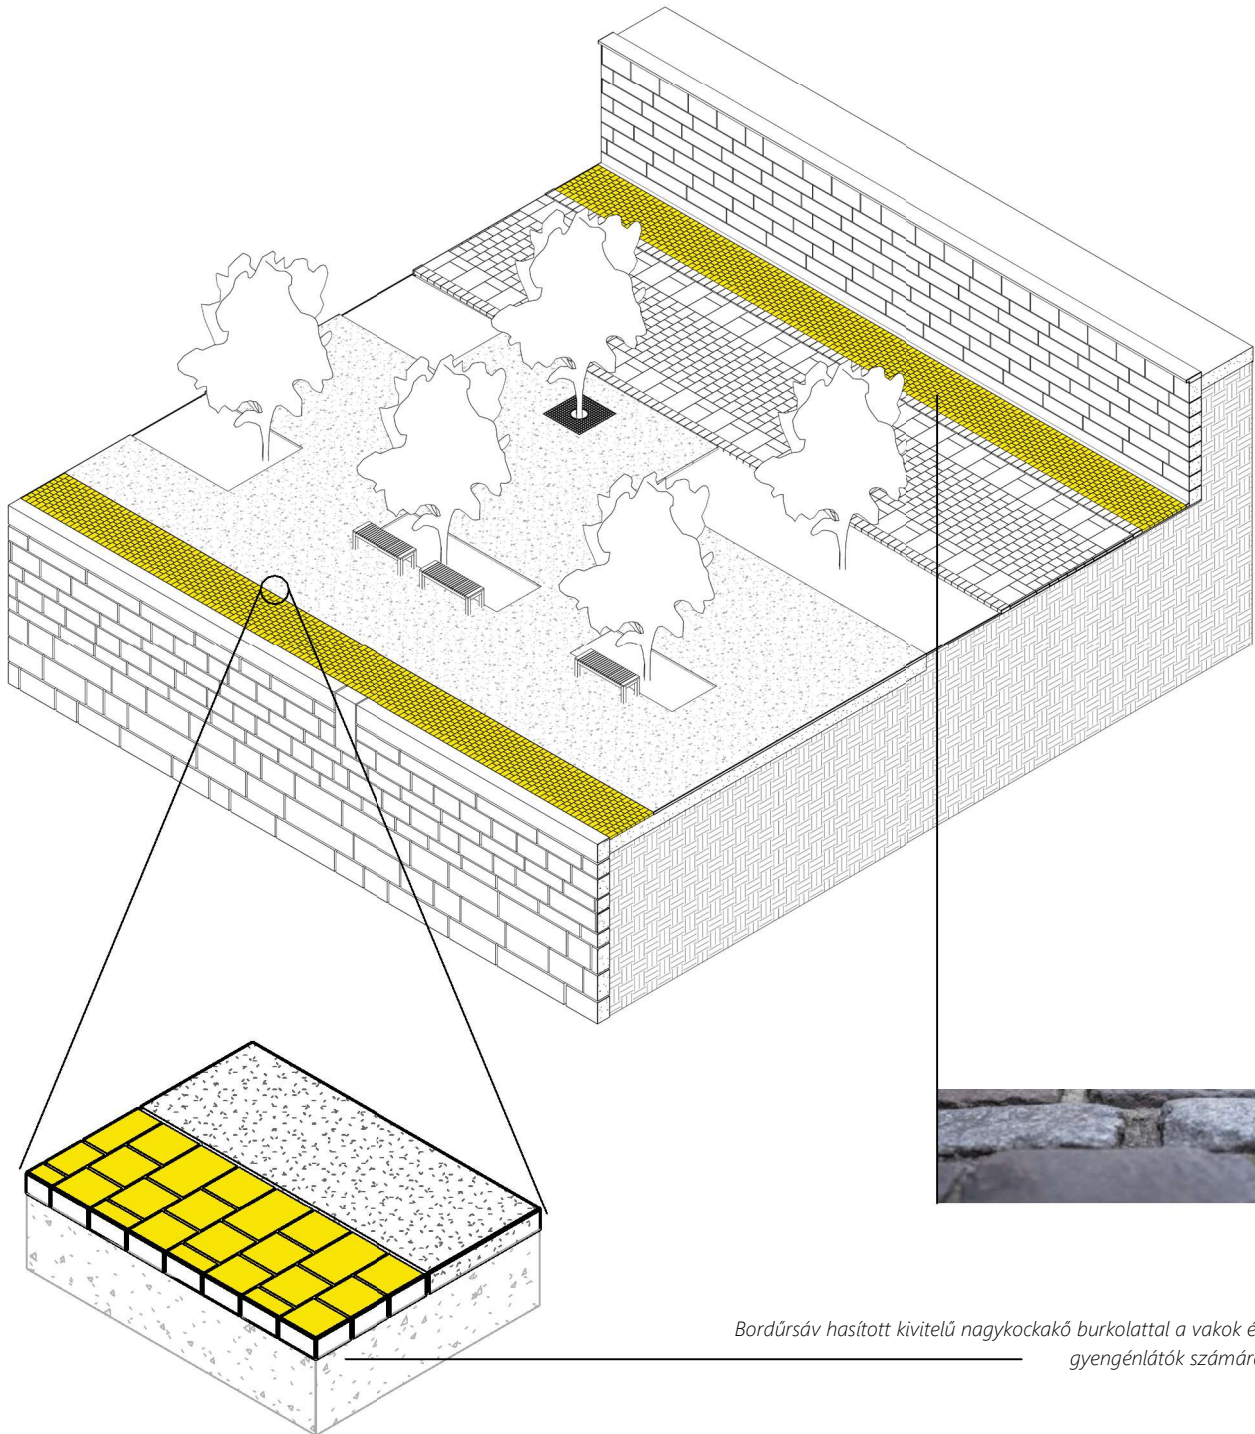 Bordűrsáv hasított kivitelű nagykockakő burkolattal a vakok é
gyengénlátók számár